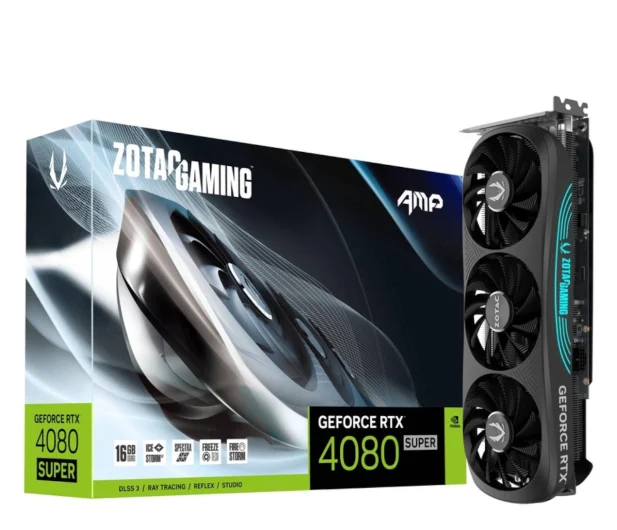 ZOTAC GAMING
AMP
GEFORCE RTX
4080
SUPER
16GB
ICE
STORM
SPECTRA
FREEZE
FIRE
STORM
DLSS 3 / RAY TRACING / REFLEX / STUDIO
GEFORCE RTX
4080 SUPER
NVIDIA
ZOTAC
ZOTAC GAMING
GEFORCE RTX